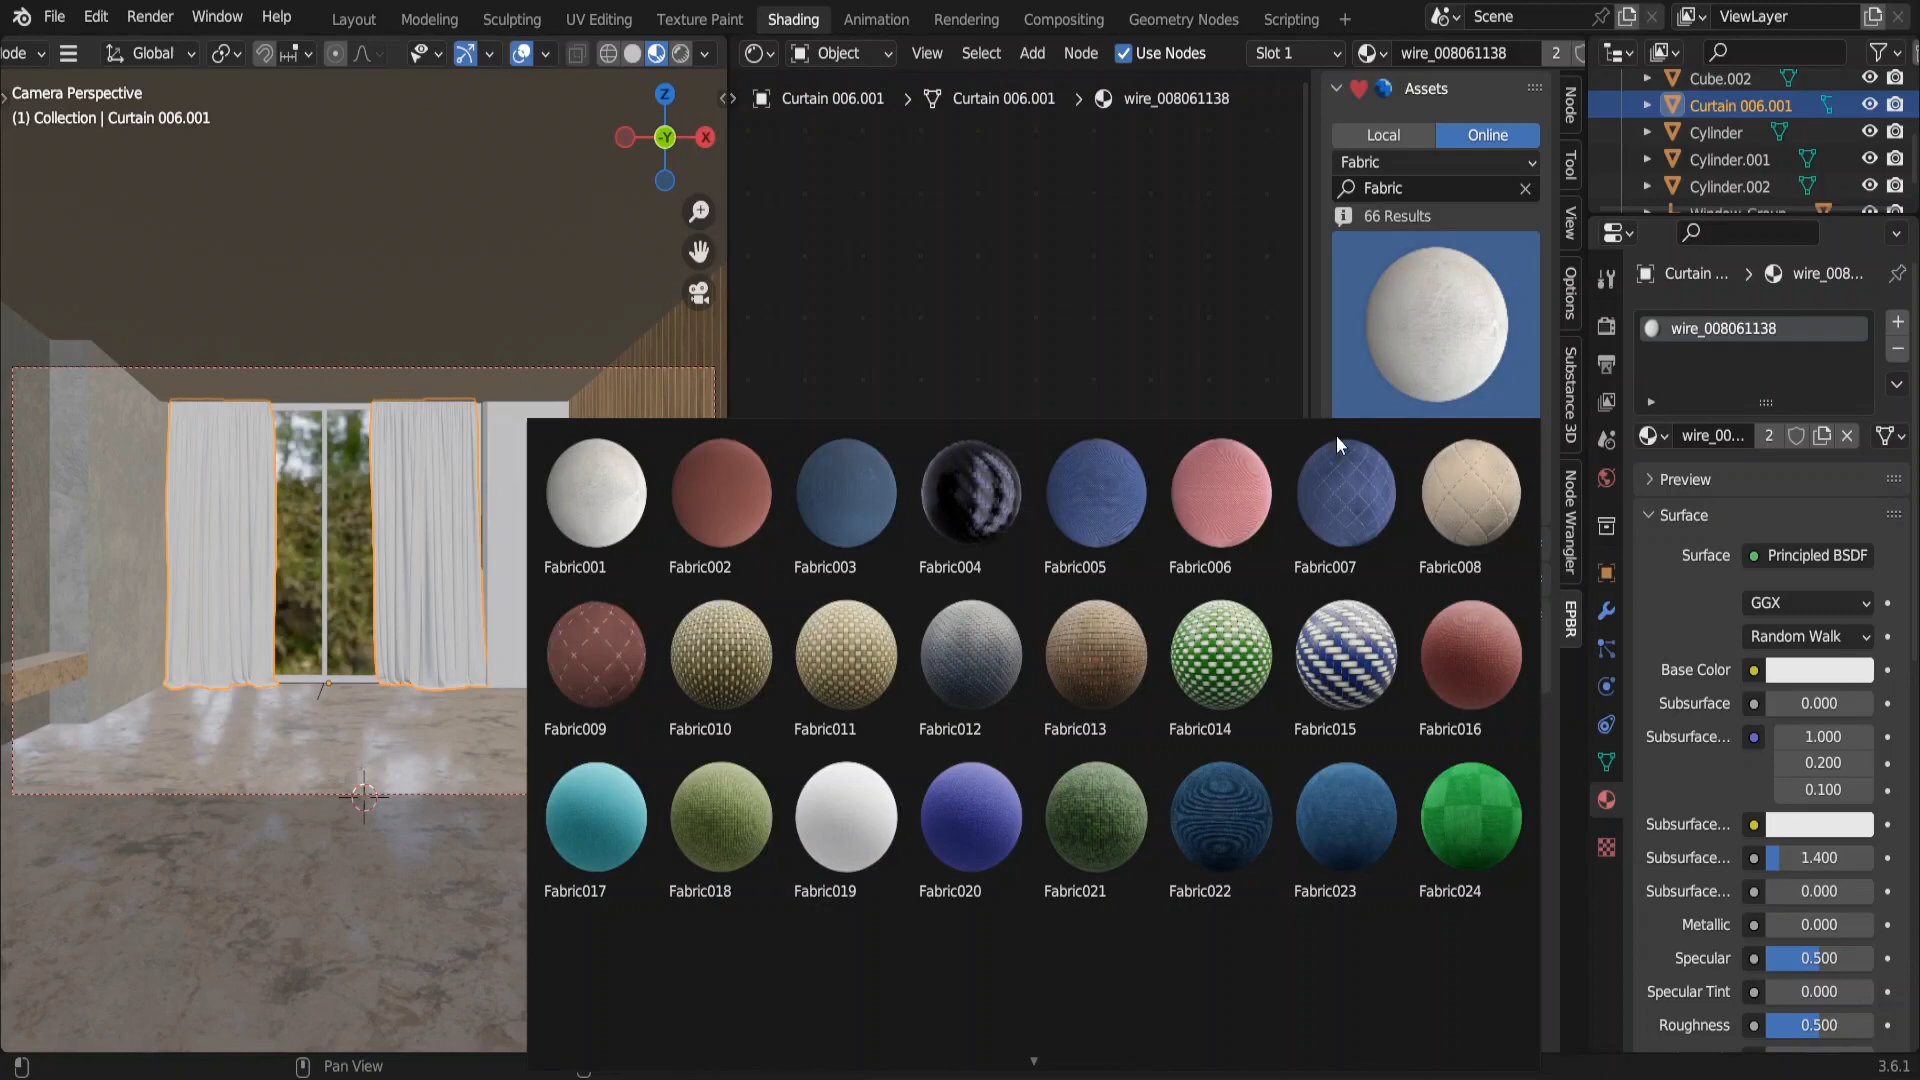 File Edit Render Window Help Layout Modeling Sculpting UV Editing Texture Paint Shading Animation Rendering Compositing Geometry Nodes Scripting + Scene ViewLayer
ode Global Object View Select Add Node Use Nodes Slot 1 wire_008061138 2
Camera Perspective
(1) Collection | Curtain 006.001
Z
-Y
X
Curtain 006.001 > Curtain 006.001 > wire_008061138
Assets
Local Online
Fabric
Fabric
66 Results
Node
Tool
View
Options
Substance 3D
Node Wrangler
EPBR
Fabric001 Fabric002 Fabric003 Fabric004 Fabric005 Fabric006 Fabric007 Fabric008
Fabric009 Fabric010 Fabric011 Fabric012 Fabric013 Fabric014 Fabric015 Fabric016
Fabric017 Fabric018 Fabric019 Fabric020 Fabric021 Fabric022 Fabric023 Fabric024
Cube.002
Curtain 006.001
Cylinder
Cylinder.001
Cylinder.002
Curtain ... > wire_008...
wire_008061138
wire_00... 2
Preview
Surface
Surface Principled BSDF
GGX
Random Walk
Base Color
Subsurface 0.000
Subsurface... 1.000
0.200
0.100
Subsurface...
Subsurface... 1.400
Subsurface... 0.000
Metallic 0.000
Specular 0.500
Specular Tint 0.000
Roughness 0.500
Pan View
3.6.1